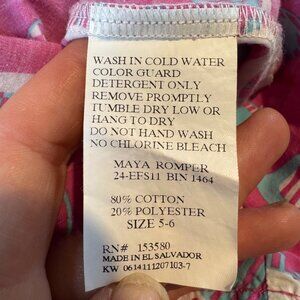 WASH IN COLD WATER
COLOR GUARD
DETERGENT ONLY
REMOVE PROMPTLY
TUMBLE DRY LOW OR
HANG TO DRY
DO NOT HAND WASH
NO CHLORINE BLEACH
MAYA ROMPER
24-EFS11 BIN 1464
80% COTTON
20% POLYESTER
SIZE 5-6
RN# 153580
MADE IN EL SALVADOR
KW 0614111207103-7